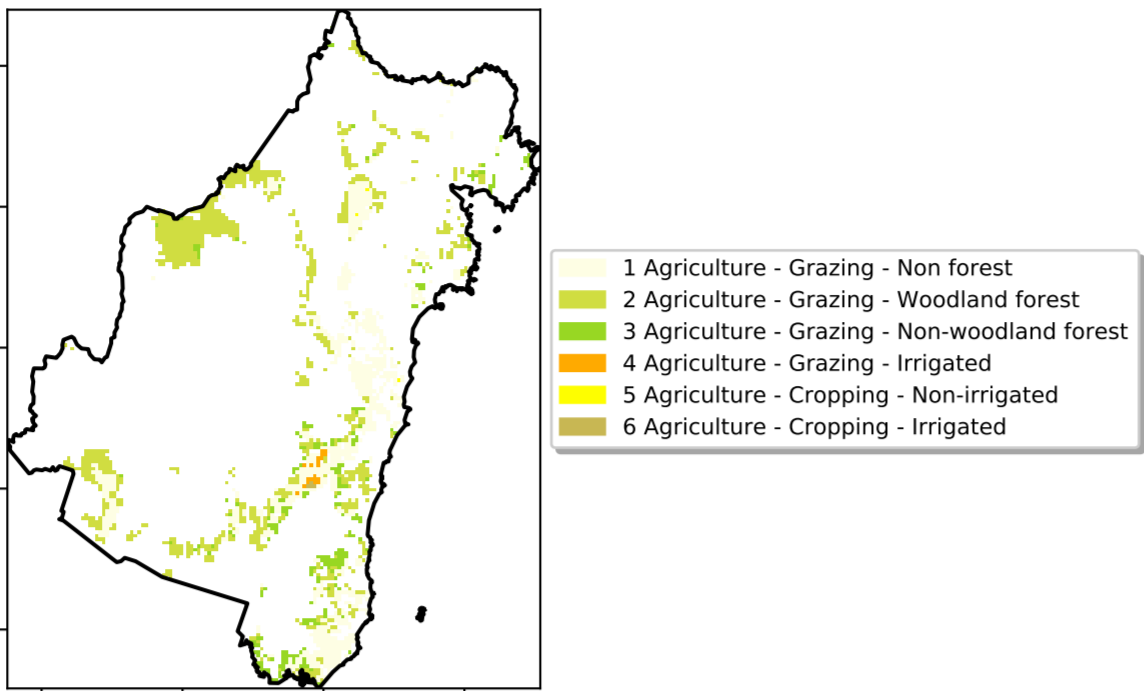 1 Agriculture - Grazing - Non forest
2 Agriculture - Grazing - Woodland forest
3 Agriculture - Grazing - Non-woodland forest
4 Agriculture - Grazing - Irrigated
5 Agriculture - Cropping - Non-irrigated
6 Agriculture - Cropping - Irrigated